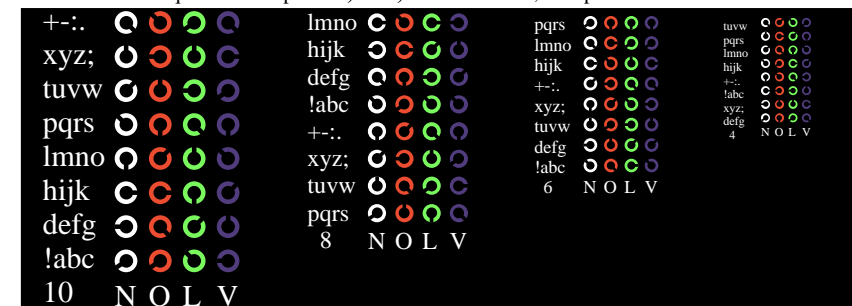 +-:.
xyz;
tuvw
pqrs
lmno
hijk
defg
!abc
10 N O L V
lmno
hijk
defg
!abc
+-:.
xyz;
tuvw
pqrs
8 N O L V
pqrs
lmno
hijk
+-:.
xyz;
tuvw
defg
!abc
6 N O L V
tuvw
pqrs
lmno
hijk
+-:.
!abc
xyz;
defg
4 N O L V